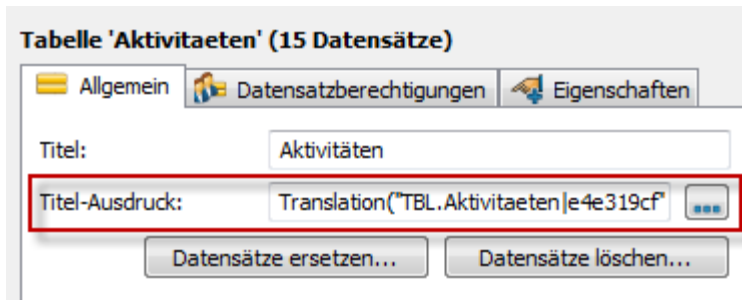 Tabelle 'Aktivitaeten' (15 Datensätze)
Allgemein Datensatzberechtigungen Eigenschaften
Titel: Aktivitäten
Titel-Ausdruck: Translation("TBL.Aktivitaeten|e4e319cf" ...
Datensätze ersetzen... Datensätze löschen...